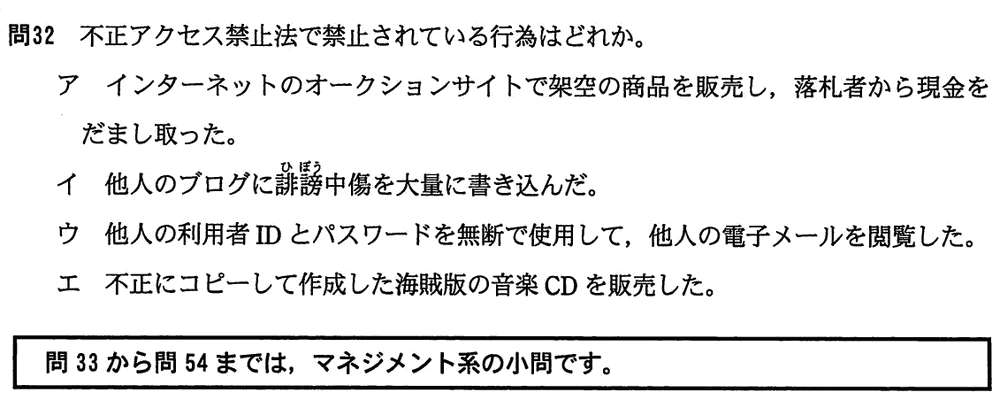 問32 不正アクセス禁止法で禁止されている行為はどれか。
ア インターネットのオークションサイトで架空の商品を販売し，落札者から現金を
だまし取った。
ひ ぼう
イ 他人のブログに誹謗中傷を大量に書き込んだ。
ウ 他人の利用者 ID とパスワードを無断で使用して，他人の電子メールを閲覧した。
エ 不正にコピーして作成した海賊版の音楽 CD を販売した。
問 33 から問 54 までは，マネジメント系の小問です。